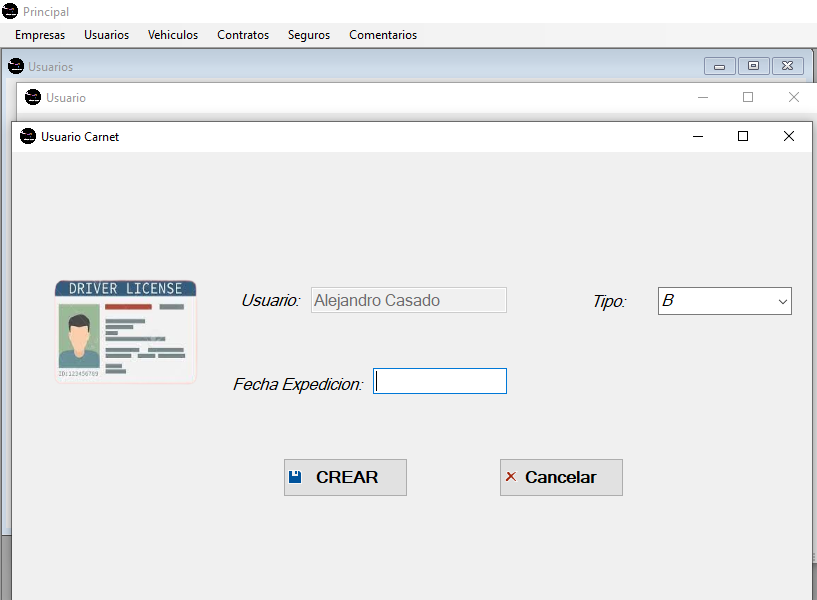 Principal
Empresas Usuarios Vehiculos Contratos Seguros Comentarios
Usuarios
Usuario
Usuario Carnet
DRIVER LICENSE
ID:123456789
Usuario: Alejandro Casado
Tipo: B
Fecha Expedicion:
CREAR
Cancelar